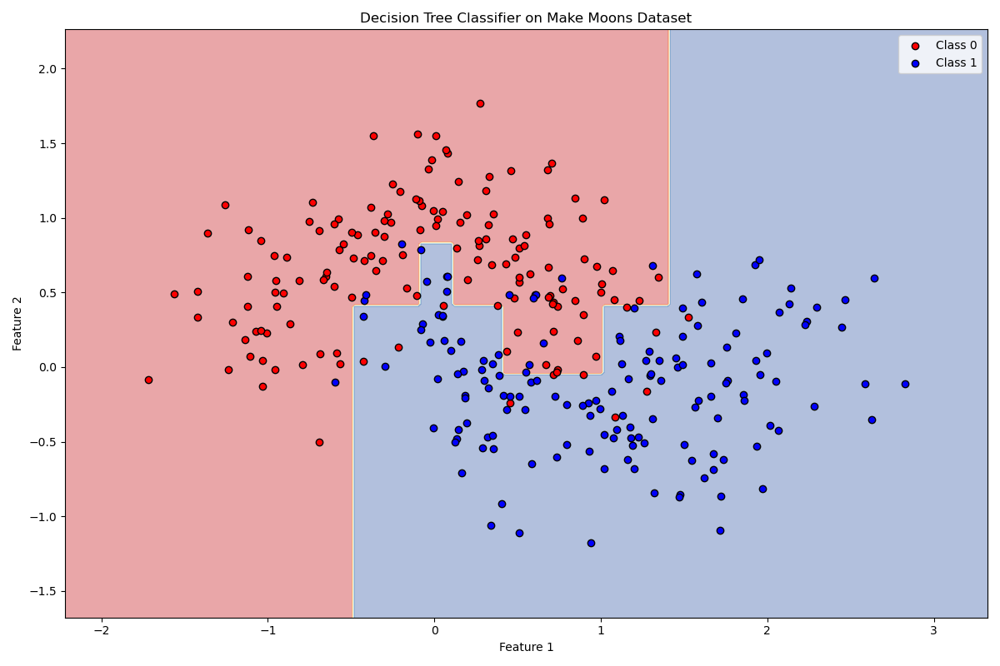 Decision Tree Classifier on Make Moons Dataset
Class 0
Class 1
Feature 2
2.0
1.5
1.0
0.5
0.0
−0.5
−1.0
−1.5
−2
−1
0
1
2
3
Feature 1